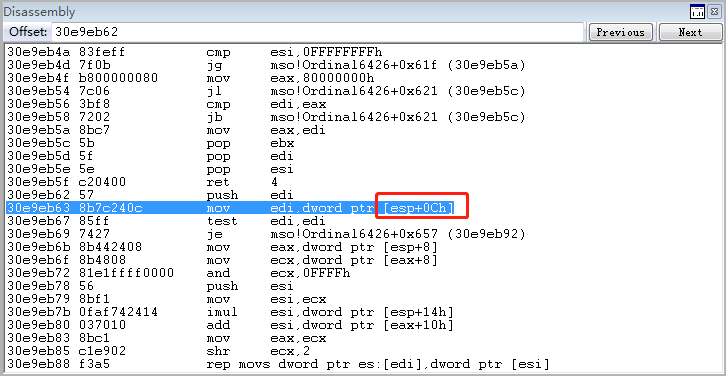 Disassembly
Offset: 30e9eb62 Previous Next
30e9eb4a 83feff cmp esi,0FFFFFFFFh
30e9eb4d 7f0b jg mso!Ordinal6426+0x61f (30e9eb5a)
30e9eb4f b800000080 mov eax,80000000h
30e9eb54 7c06 jl mso!Ordinal6426+0x621 (30e9eb5c)
30e9eb56 3bf8 cmp edi,eax
30e9eb58 7202 jb mso!Ordinal6426+0x621 (30e9eb5c)
30e9eb5a 8bc7 mov eax,edi
30e9eb5c 5b pop ebx
30e9eb5d 5f pop edi
30e9eb5e 5e pop esi
30e9eb5f c20400 ret 4
30e9eb62 57 push edi
30e9eb63 8b7c240c mov edi,dword ptr [esp+0Ch]
30e9eb67 85ff test edi,edi
30e9eb69 7427 je mso!Ordinal6426+0x657 (30e9eb92)
30e9eb6b 8b442408 mov eax,dword ptr [esp+8]
30e9eb6f 8b4808 mov ecx,dword ptr [eax+8]
30e9eb72 81e1ffff0000 and ecx,0FFFFh
30e9eb78 56 push esi
30e9eb79 8bf1 mov esi,ecx
30e9eb7b 0faf742414 imul esi,dword ptr [esp+14h]
30e9eb80 037010 add esi,dword ptr [eax+10h]
30e9eb83 8bc1 mov eax,ecx
30e9eb85 c1e902 shr ecx,2
30e9eb88 f3a5 rep movs dword ptr es:[edi],dword ptr [esi]